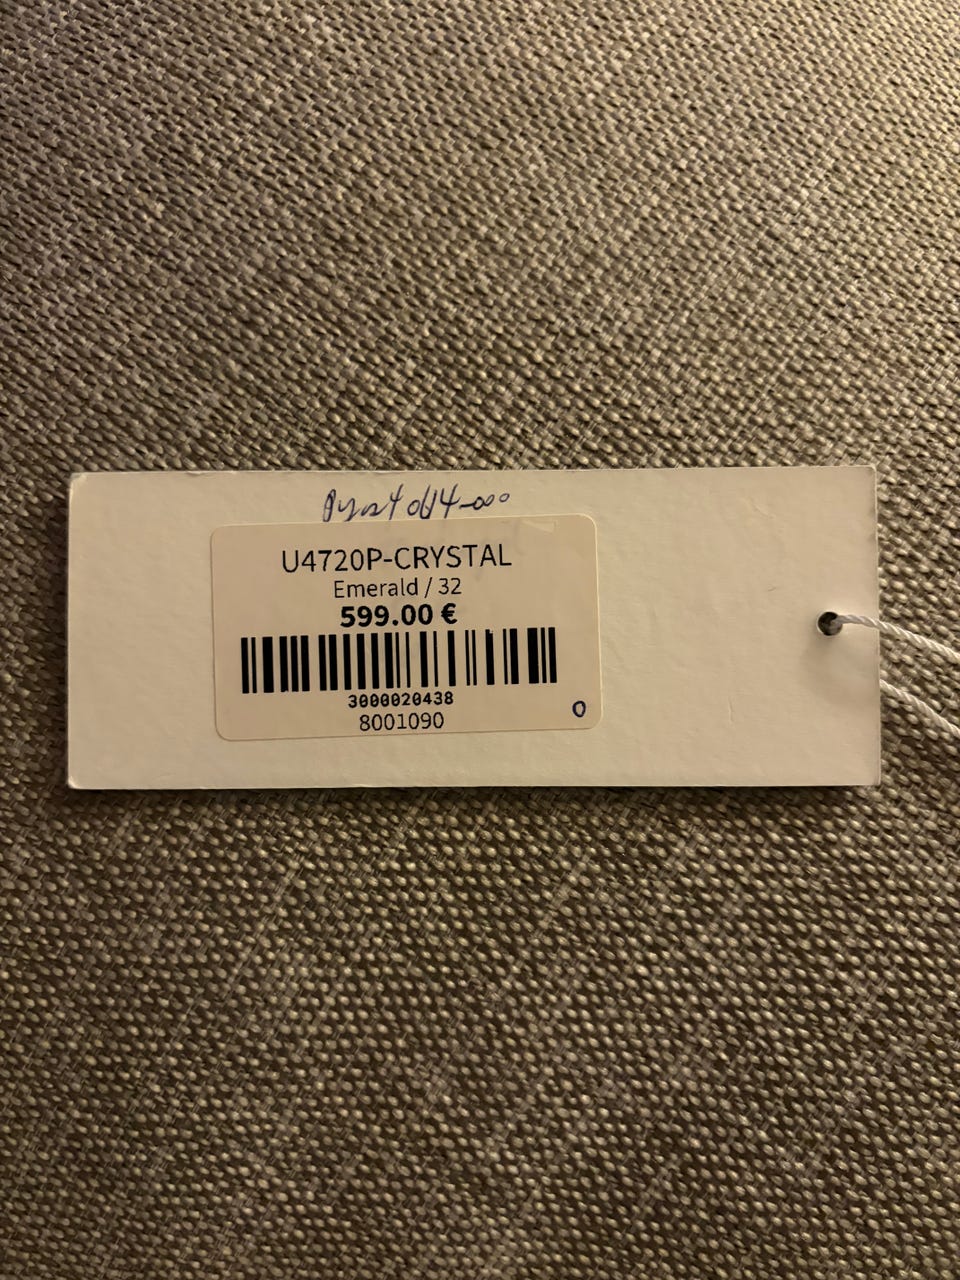 U4720P-CRYSTAL
Emerald / 32
599.00 €
3000020438
8001090
O